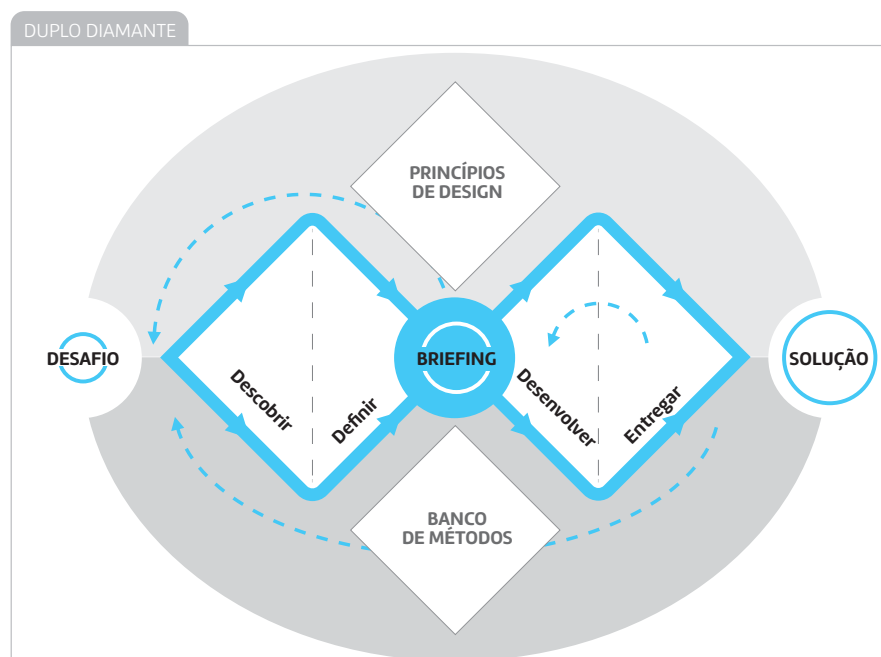 DUPLO DIAMANTE
PRINCÍPIOS
DE DESIGN
DESAFIO
BRIEFING
SOLUÇÃO
Descobrir
Definir
Desenvolver
Entregar
BANCO
DE MÉTODOS